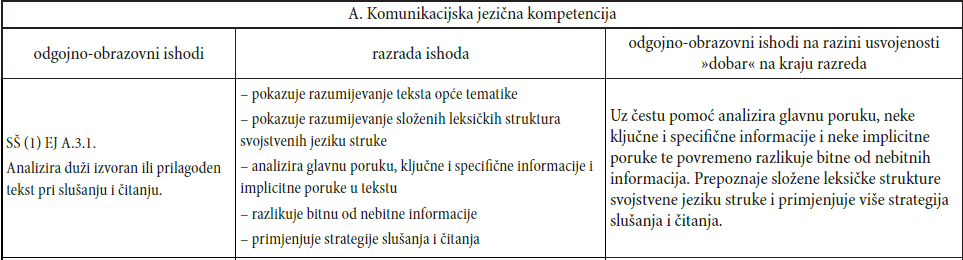 A. Komunikacijska jezična kompetencija
odgojno-obrazovni ishodi
razrada ishoda
odgojno-obrazovni ishodi na razini usvojenosti
»dobar« na kraju razreda
SŠ (1) EJ A.3.1.
Analizira duži izvoran ili prilagođen
tekst pri slušanju i čitanju.
– pokazuje razumijevanje teksta opće tematike
– pokazuje razumijevanje složenih leksičkih struktura
svojstvenih jeziku struke
– analizira glavnu poruku, ključne i specifične informacije i
implicitne poruke u tekstu
– razlikuje bitnu od nebitne informacije
– primjenjuje strategije slušanja i čitanja
Uz čestu pomoć analizira glavnu poruku, neke
ključne i specifične informacije i neke implicitne
poruke te povremeno razlikuje bitne od nebitnih
informacija. Prepoznaje složene leksičke strukture
svojstvene jeziku struke i primjenjuje više strategija
slušanja i čitanja.